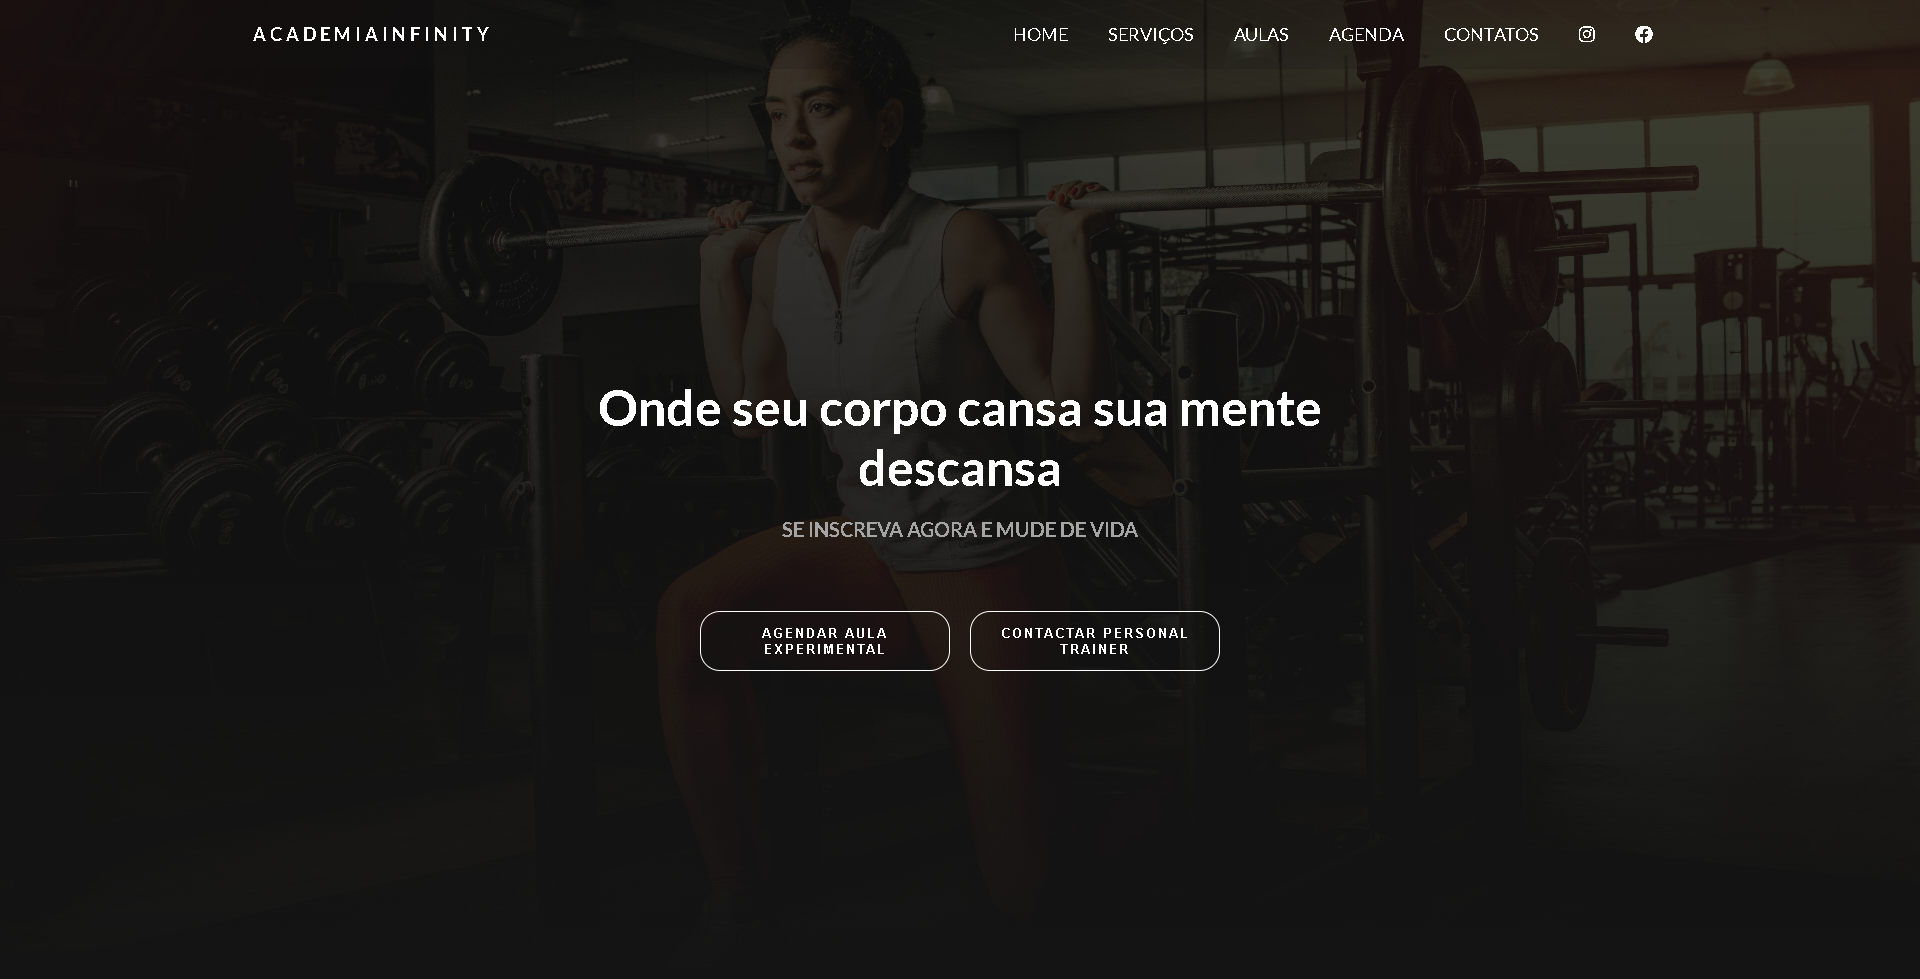 ACADEMIAINFINITY
HOME SERVIÇOS AULAS AGENDA CONTATOS
Onde seu corpo cansa sua mente
descansa
SE INSCREVA AGORA E MUDE DE VIDA
AGENDAR AULA
EXPERIMENTAL
CONTACTAR PERSONAL
TRAINER